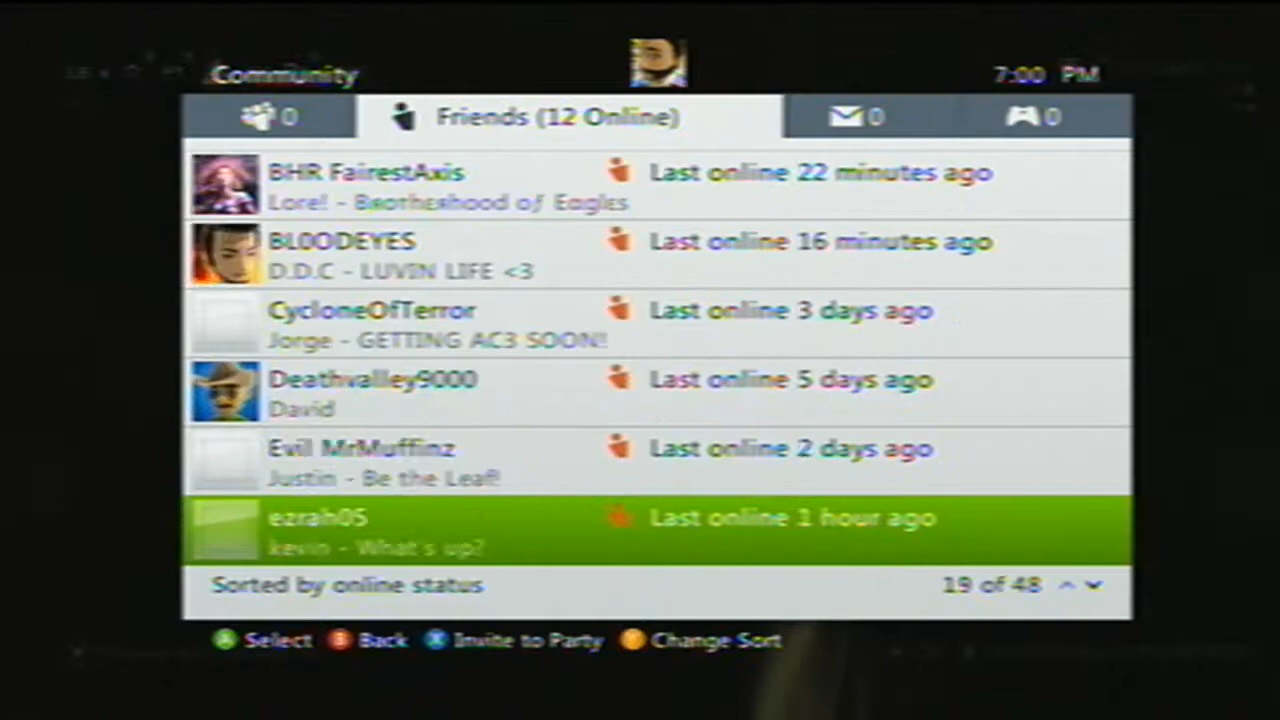 Community
7:00 PM
0
Friends (12 Online)
0
0
BHR FairestAxis
Last online 22 minutes ago
Lore! - Brotherhood of Eagles
BL0ODEYES
Last online 16 minutes ago
D.D.C - LUVIN LIFE <3
CycloneOfTerror
Last online 3 days ago
Jorge - GETTING AC3 SOON!
Deathvalley9000
Last online 5 days ago
David
Evil MrMuffinz
Last online 2 days ago
Justin - Be the Leaf!
ezrah05
Last online 1 hour ago
kevin - What's up?
Sorted by online status
19 of 48
A Select B Back X Invite to Party Y Change Sort